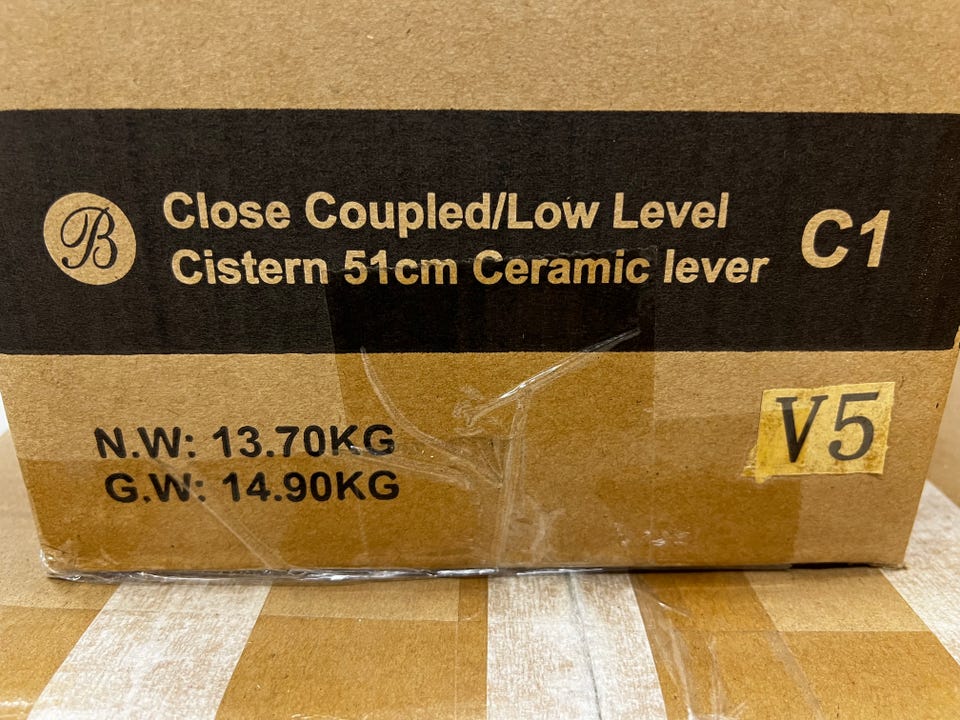 B
Close Coupled/Low Level
Cistern 51cm Ceramic lever
C1
N.W: 13.70KG
G.W: 14.90KG
V5